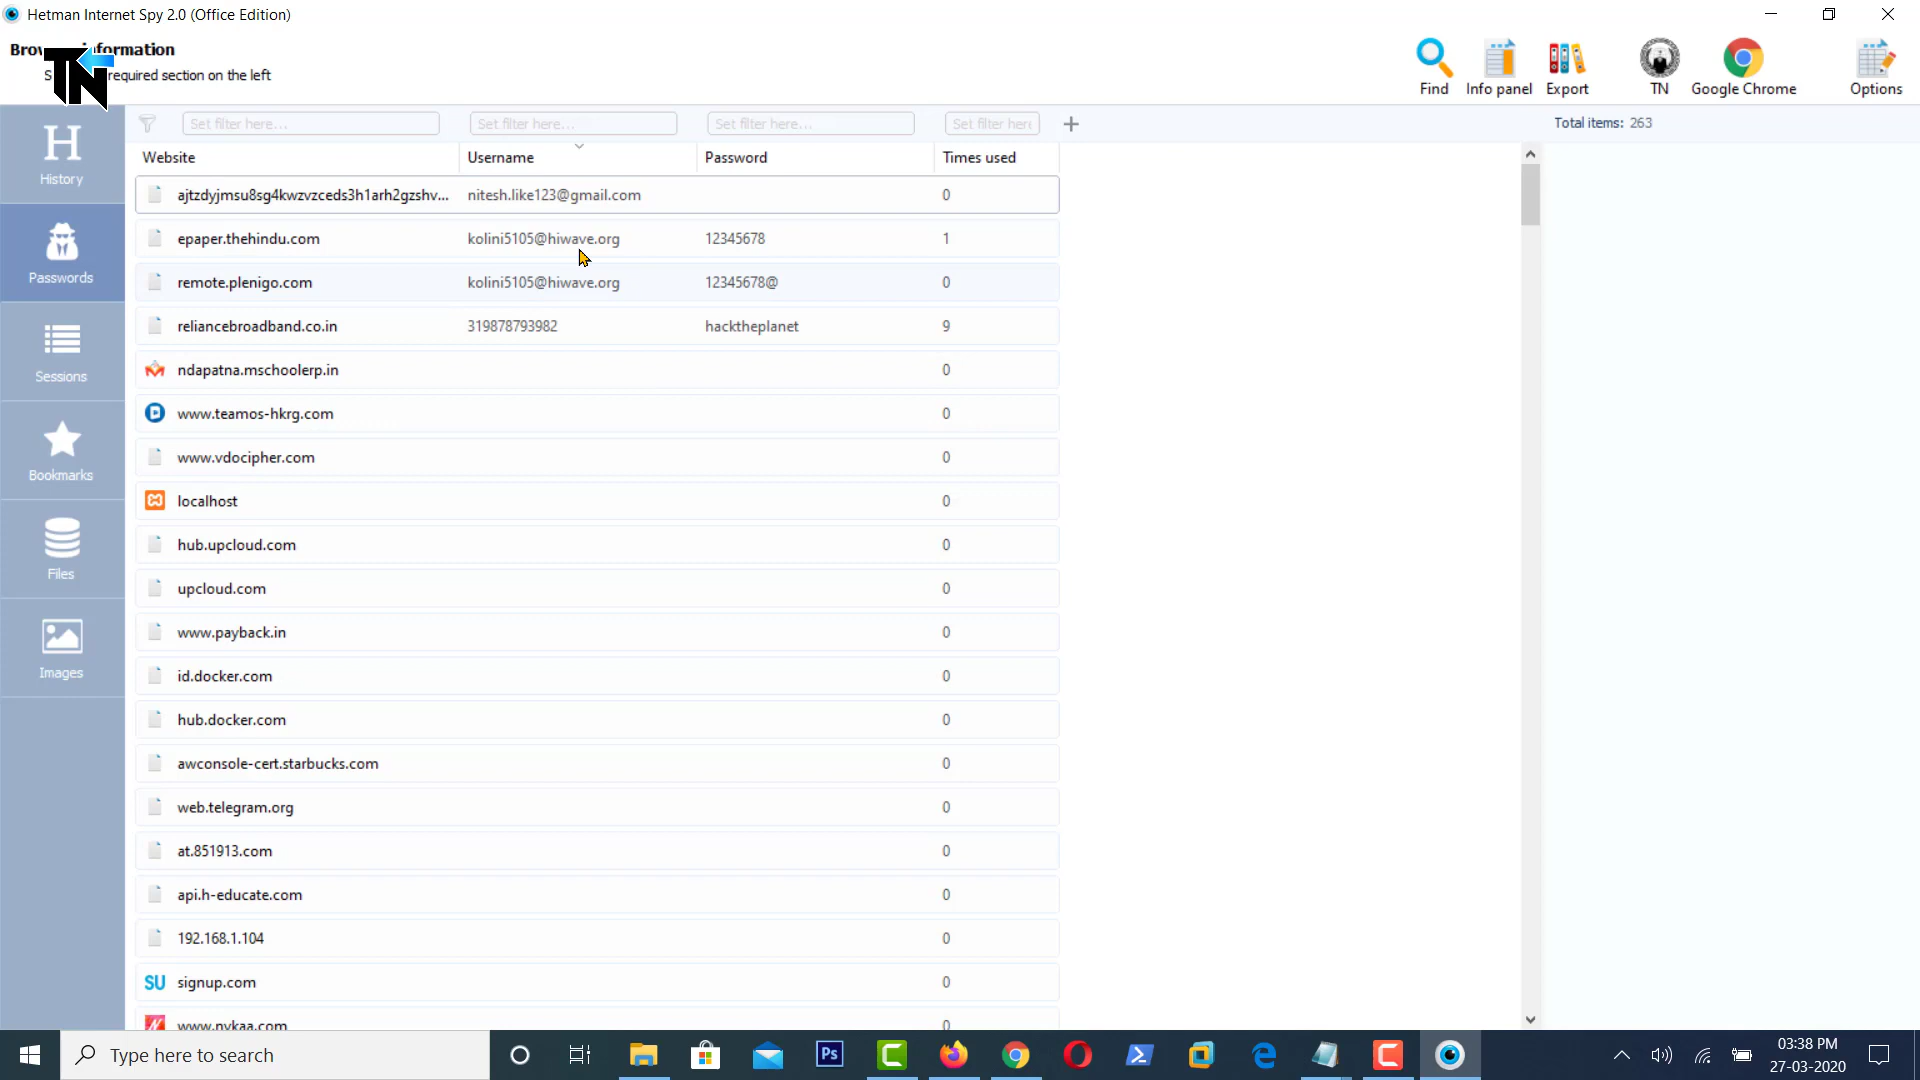 Hetman Internet Spy 2.0 (Office Edition)
required section on the left
TN
Find
Info panel
Export
TN
Google Chrome
Options
History
Passwords
Sessions
Bookmarks
Files
Images
Set filter here...
Set filter here...
Set filter here...
Set filter here
Total items: 263
Website Username Password Times used
ajtzdyjmsu8sg4kwzvzceds3h1arh2gzshv... nitesh.like123@gmail.com 0
epaper.thehindu.com kolini5105@hiwave.org 12345678 1
remote.plenigo.com kolini5105@hiwave.org 12345678@ 0
reliancebroadband.co.in 319878793982 hacktheplanet 9
ndapatna.mschoolerp.in 0
www.teamos-hkrg.com 0
www.vdocipher.com 0
localhost 0
hub.upcloud.com 0
upcloud.com 0
www.payback.in 0
id.docker.com 0
hub.docker.com 0
awconsole-cert.starbucks.com 0
web.telegram.org 0
at.851913.com 0
api.h-educate.com 0
192.168.1.104 0
SU signup.com 0
www.nykaa.com 0
Type here to search
Ps
03:38 PM
27-03-2020